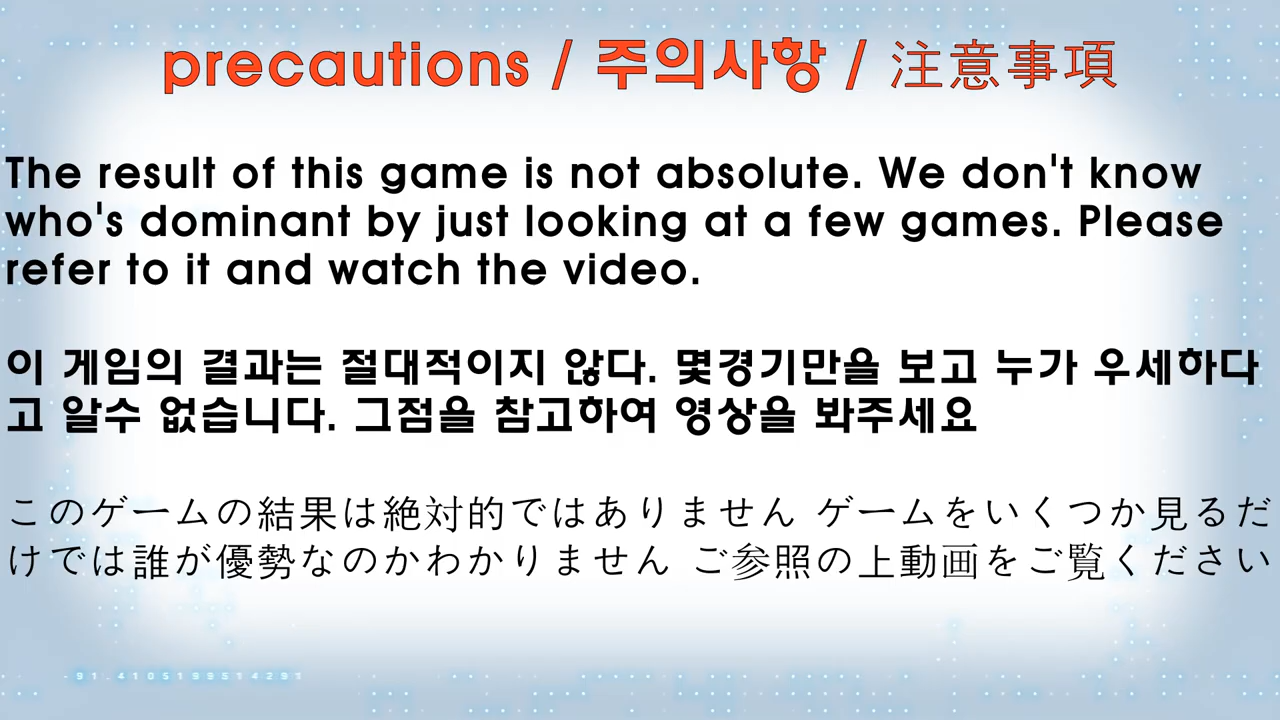 precautions / 주의사항 / 注意事項
The result of this game is not absolute. We don't know
who's dominant by just looking at a few games. Please
refer to it and watch the video.
이 게임의 결과는 절대적이지 않다. 몇경기만을 보고 누가 우세하다
고 알수 없습니다. 그점을 참고하여 영상을 봐주세요
このゲームの結果は絶対的ではありません ゲームをいくつか見るだ
けでは誰が優勢なのかわかりません ご参照の上動画をご覧ください
-91.4105199514291